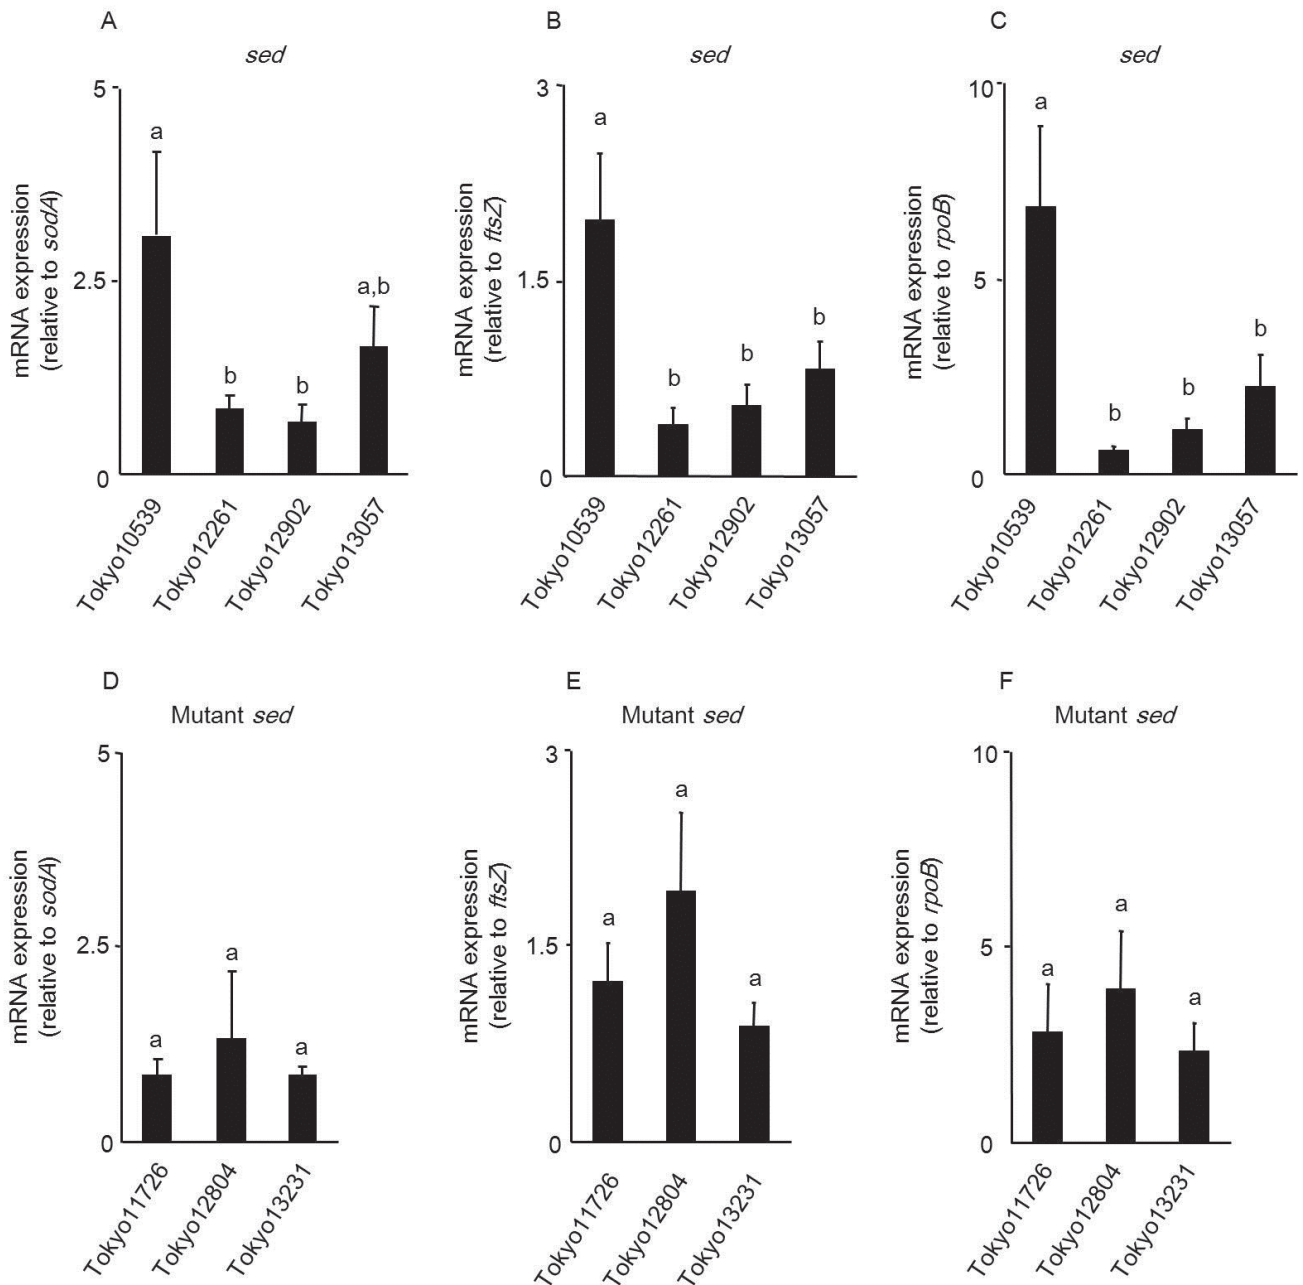 A
sed
mRNA expression
(relative to sodA)
5
2.5
0
a
b
b
a,b
Tokyo10539
Tokyo12261
Tokyo12902
Tokyo13057
B
sed
mRNA expression
(relative to ftsZ)
3
1.5
0
a
b
b
b
Tokyo10539
Tokyo12261
Tokyo12902
Tokyo13057
C
sed
mRNA expression
(relative to rpoB)
10
5
0
a
b
b
b
Tokyo10539
Tokyo12261
Tokyo12902
Tokyo13057
D
Mutant sed
mRNA expression
(relative to sodA)
5
2.5
0
a
a
a
Tokyo11726
Tokyo12804
Tokyo13231
E
Mutant sed
mRNA expression
(relative to ftsZ)
3
1.5
0
a
a
a
Tokyo11726
Tokyo12804
Tokyo13231
F
Mutant sed
mRNA expression
(relative to rpoB)
10
5
0
a
a
a
Tokyo11726
Tokyo12804
Tokyo13231